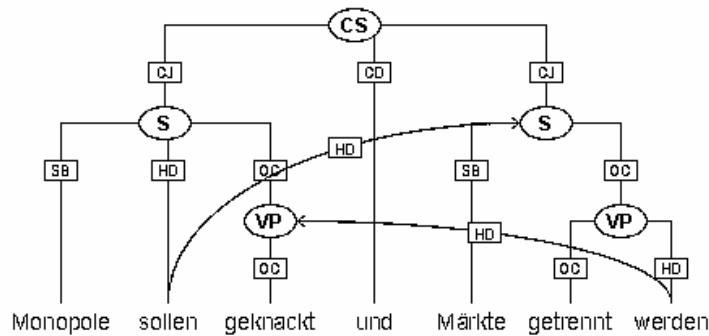 CS
CJ CD CJ
S S
SB HD OC HD SB OC
VP VP
HD
OC OC HD
Monopole sollen geknackt und Märkte getrennt werden